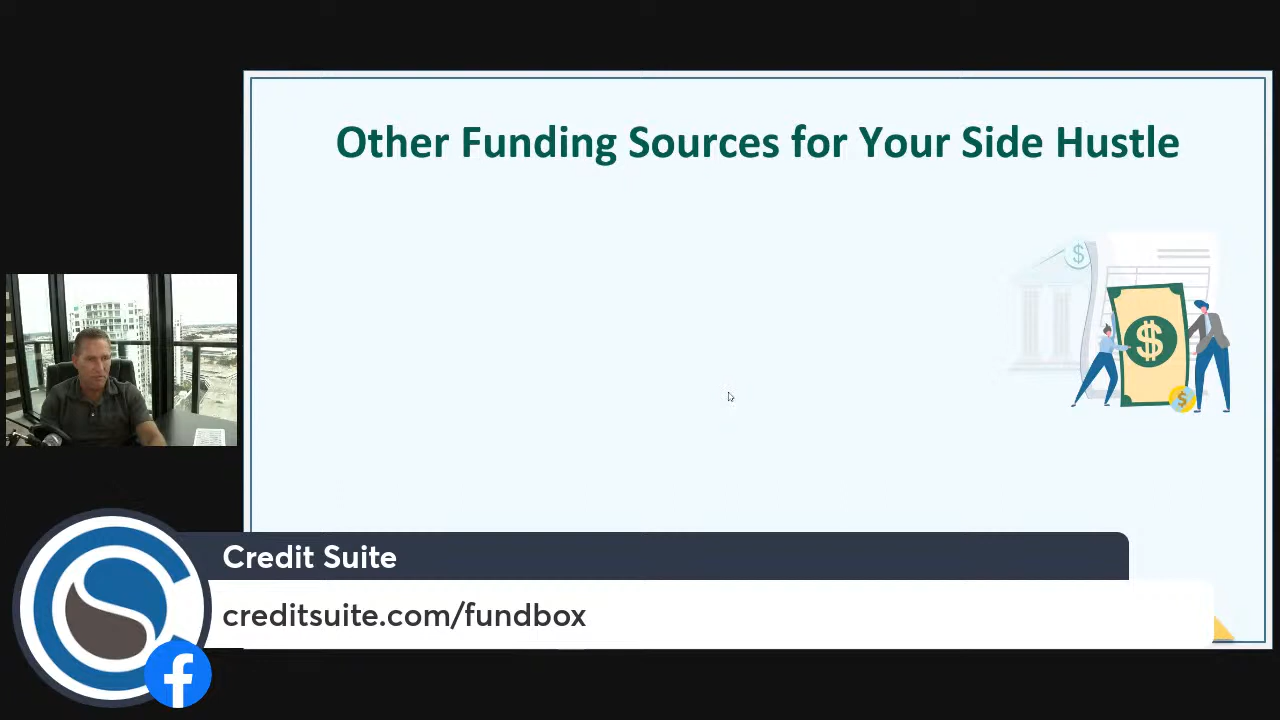 Other Funding Sources for Your Side Hustle
$
$
$
Credit Suite
creditsuite.com/fundbox